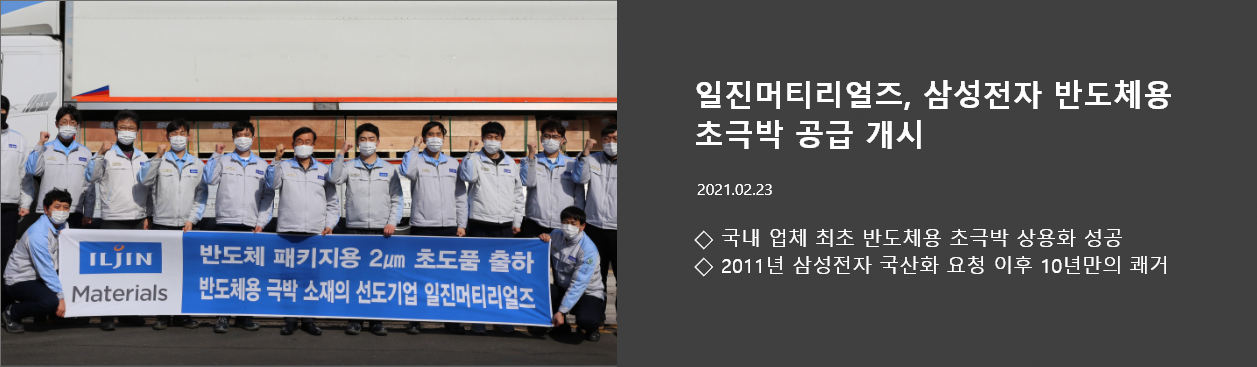 ILJIN
Materials
반도체 패키지용 2㎛ 초도품 출하
반도체용 극박 소재의 선도기업 일진머티리얼즈
일진머티리얼즈, 삼성전자 반도체용
초극박 공급 개시
2021.02.23
◇ 국내 업체 최초 반도체용 초극박 상용화 성공
◇ 2011년 삼성전자 국산화 요청 이후 10년만의 쾌거